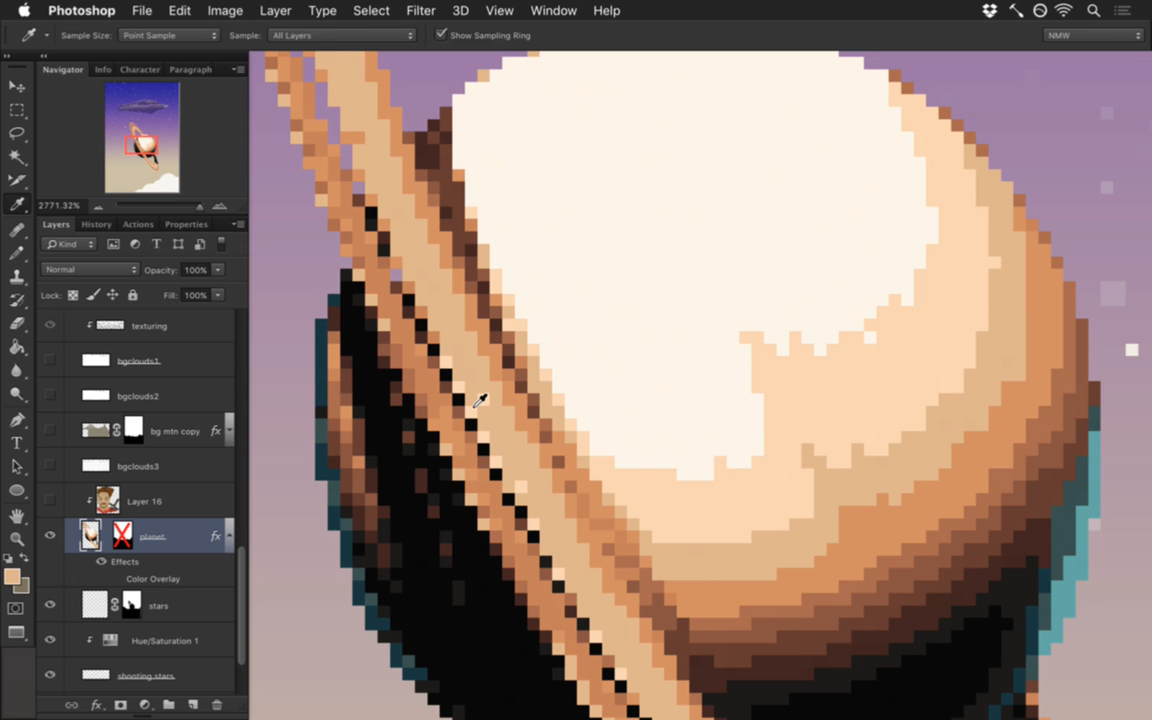 Photoshop File Edit Image Layer Type Select Filter 3D View Window Help
Sample Size: Point Sample Sample: All Layers Show Sampling Ring NMW
Navigator Info Character Paragraph
2771.32%
Layers History Actions Properties
Kind
Normal Opacity: 100%
Lock: Fill: 100%
texturing
bgclouds1
bgclouds2
bg mtn copy fx
bgclouds3
Layer 16
planet fx
Effects
Color Overlay
stars
Hue/Saturation 1
shooting stars
fx